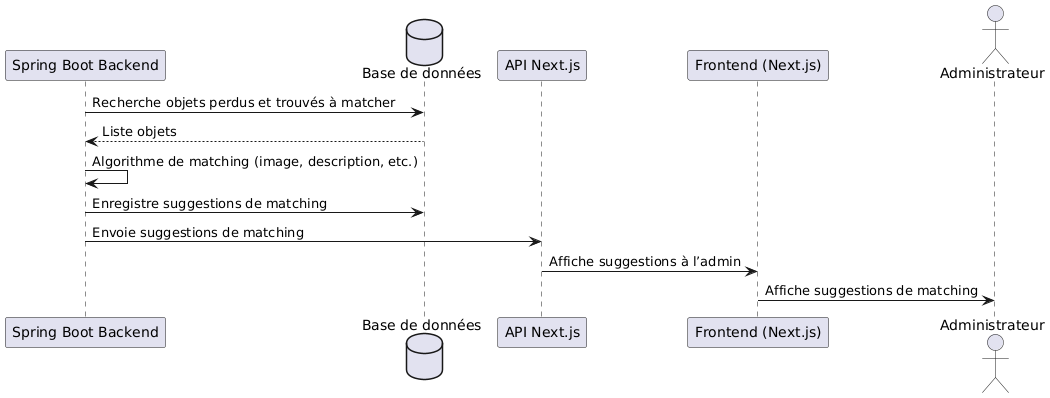 Spring Boot Backend
Base de données
API Next.js
Frontend (Next.js)
Administrateur
Recherche objets perdus et trouvés à matcher
Liste objets
Algorithme de matching (image, description, etc.)
Enregistre suggestions de matching
Envoie suggestions de matching
Affiche suggestions à l’admin
Affiche suggestions de matching
Spring Boot Backend
Base de données
API Next.js
Frontend (Next.js)
Administrateur